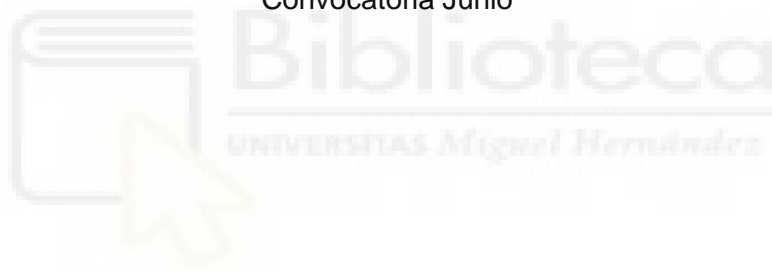 Convocatoria Junio
Biblioteca
UNIVERSITAS Miguel Hernández